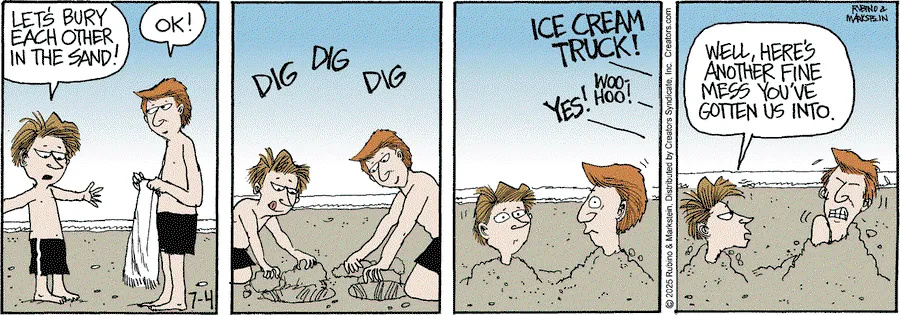 LET'S BURY
EACH OTHER
IN THE SAND!
OK!
7-4
DIG
DIG
DIG
ICE CREAM
TRUCK!
YES!
WOO-
HOO!
© 2025 Rubino & Markstein. Distributed by Creators Syndicate, Inc. Creators.com
RUBINO &
MARKSTEIN
WELL, HERE'S
ANOTHER FINE
MESS YOU'VE
GOTTEN US INTO.